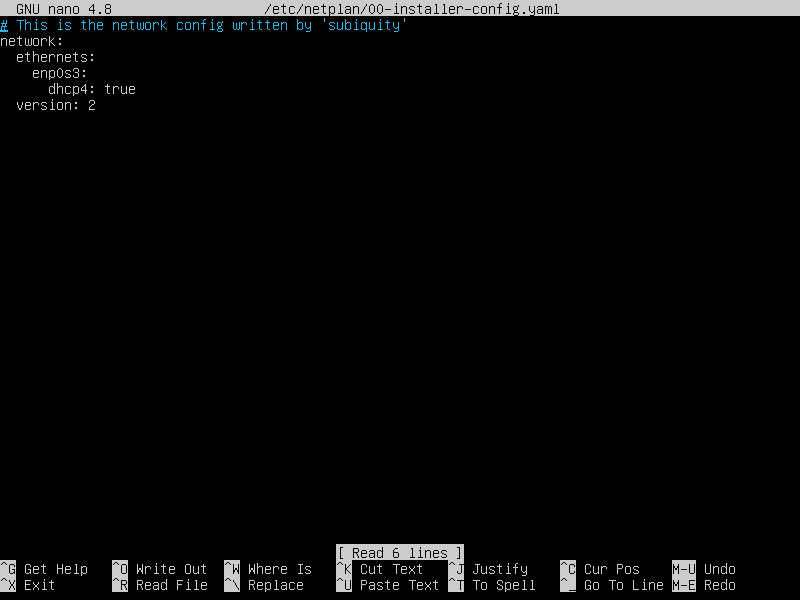 GNU nano 4.8 /etc/netplan/00-installer-config.yaml
# This is the network config written by 'subiquity'
network:
  ethernets:
    enp0s3:
      dhcp4: true
  version: 2
[ Read 6 lines ]
^G Get Help ^O Write Out ^W Where Is ^K Cut Text ^J Justify ^C Cur Pos M-U Undo
^X Exit ^R Read File ^\ Replace ^U Paste Text ^T To Spell ^_ Go To Line M-E Redo